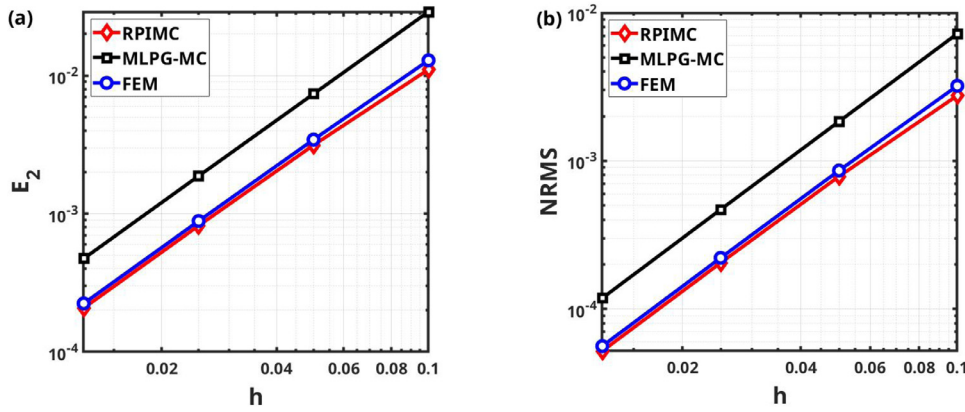 (a)
RPIMC
MLPG-MC
FEM
10^-2
10^-3
10^-4
E_2
0.02 0.04 0.06 0.08 0.1
h
(b)
RPIMC
MLPG-MC
FEM
10^-2
10^-3
10^-4
NRMS
0.02 0.04 0.06 0.08 0.1
h